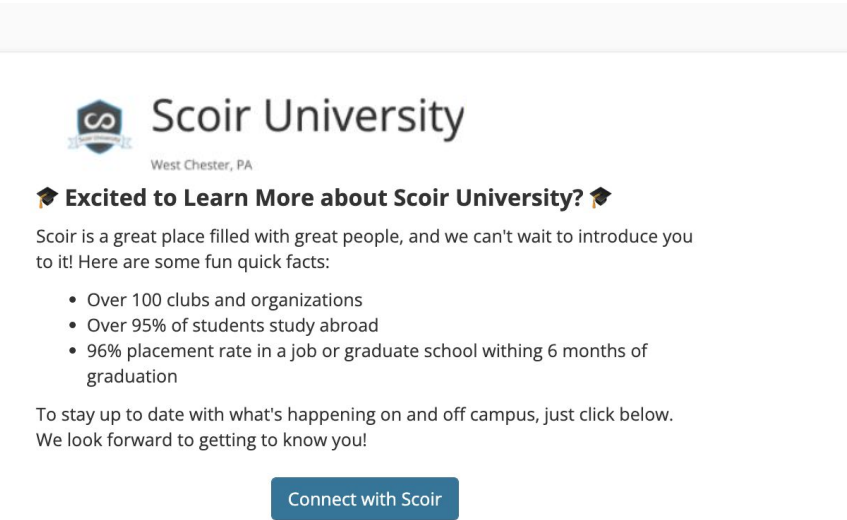 Scoir University
West Chester, PA
🎓 Excited to Learn More about Scoir University? 🎓
Scoir is a great place filled with great people, and we can't wait to introduce you
to it! Here are some fun quick facts:
• Over 100 clubs and organizations
• Over 95% of students study abroad
• 96% placement rate in a job or graduate school withing 6 months of
graduation
To stay up to date with what's happening on and off campus, just click below.
We look forward to getting to know you!
Connect with Scoir